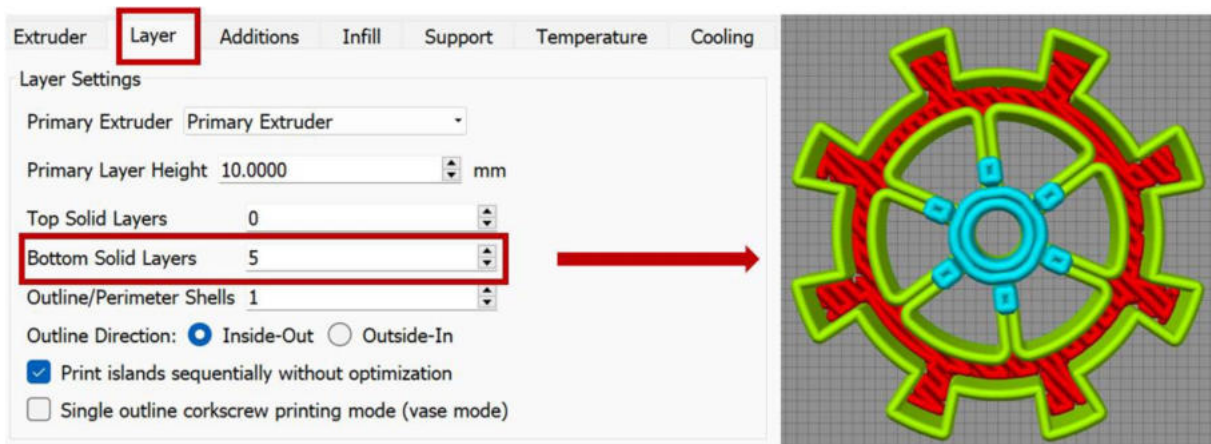 Extruder Layer Additions Infill Support Temperature Cooling
Layer Settings
Primary Extruder Primary Extruder
Primary Layer Height 10.0000 mm
Top Solid Layers 0
Bottom Solid Layers 5
Outline/Perimeter Shells 1
Outline Direction: Inside-Out Outside-In
Print islands sequentially without optimization
Single outline corkscrew printing mode (vase mode)